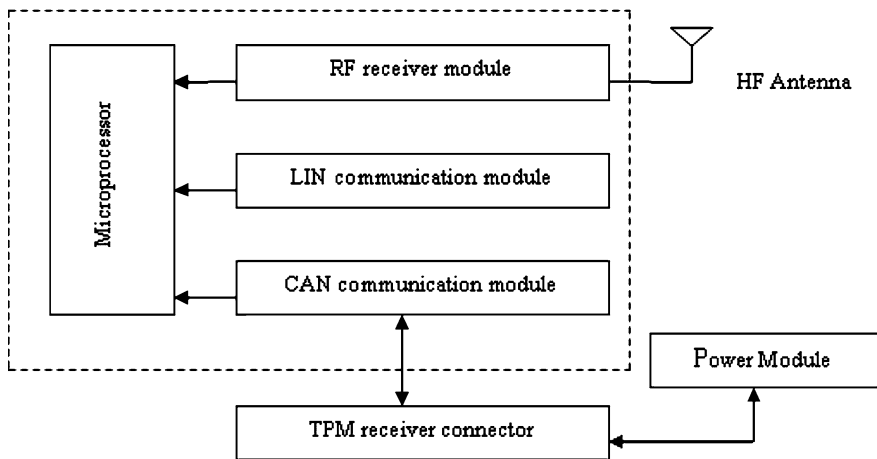 RF receiver module
HF Antenna
Microprocessor
LIN communication module
CAN communication module
Power Module
TPM receiver connector